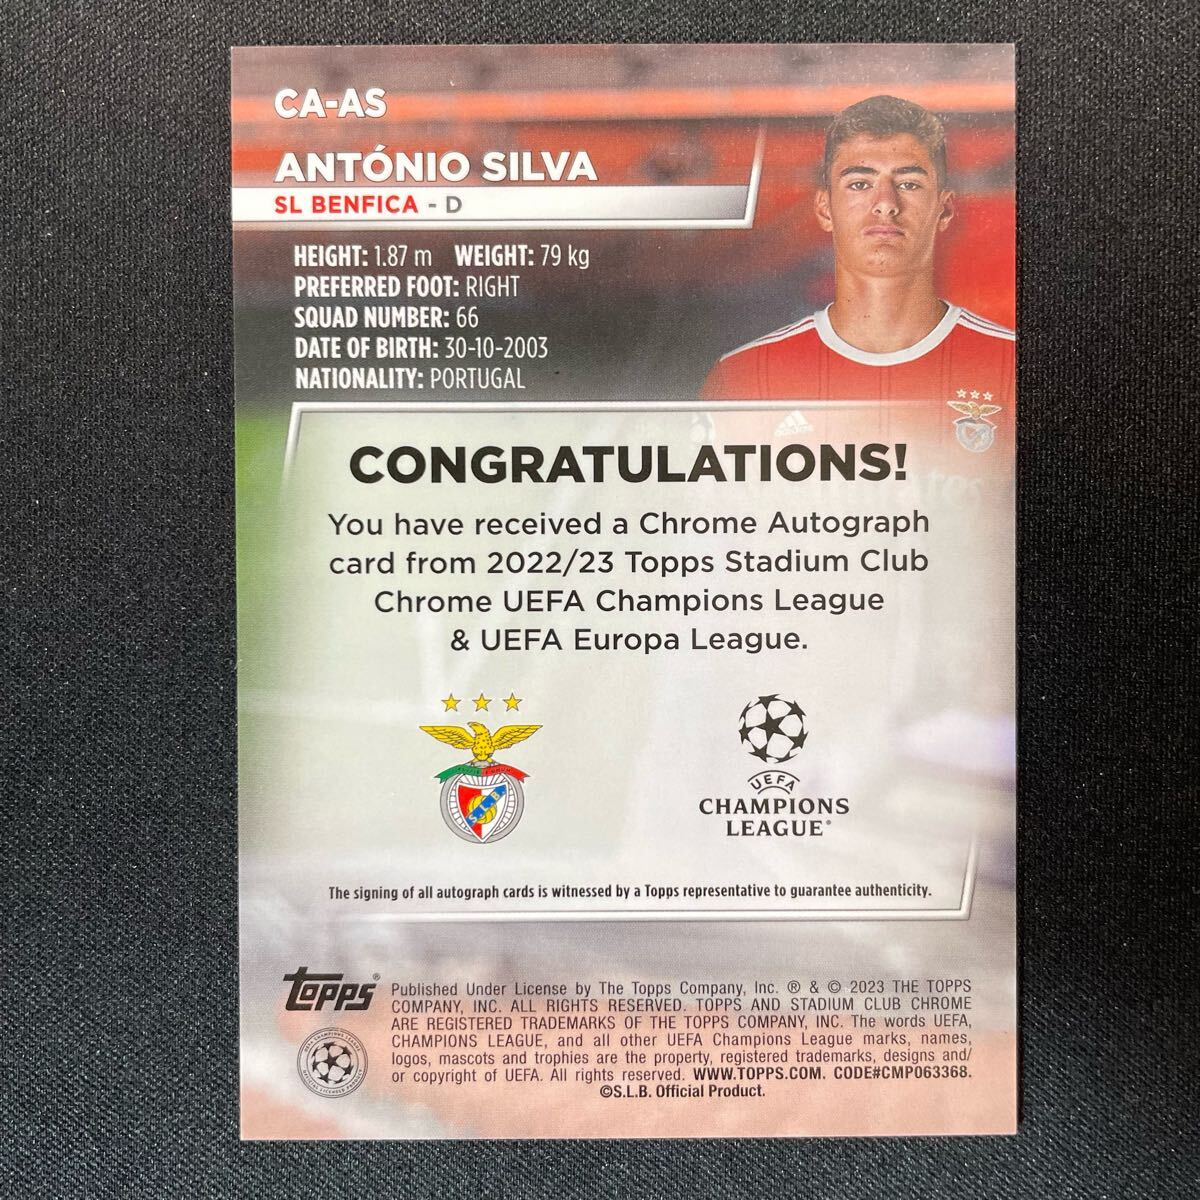 CA-AS
ANTÓNIO SILVA
SL BENFICA - D
HEIGHT: 1.87 m WEIGHT: 79 kg
PREFERRED FOOT: RIGHT
SQUAD NUMBER: 66
DATE OF BIRTH: 30-10-2003
NATIONALITY: PORTUGAL
adidas
CONGRATULATIONS!
You have received a Chrome Autograph
card from 2022/23 Topps Stadium Club
Chrome UEFA Champions League
& UEFA Europa League.
SLB
UEFA
CHAMPIONS
LEAGUE®
The signing of all autograph cards is witnessed by a Topps representative to guarantee authenticity.
topps®
Published Under License by The Topps Company, Inc. ® & © 2023 THE TOPPS
COMPANY, INC. ALL RIGHTS RESERVED. TOPPS AND STADIUM CLUB CHROME
ARE REGISTERED TRADEMARKS OF THE TOPPS COMPANY, INC. The words UEFA,
CHAMPIONS LEAGUE, and all other UEFA Champions League marks, names,
logos, mascots and trophies are the property, registered trademarks, designs and/
or copyright of UEFA. All rights reserved. WWW.TOPPS.COM. CODE#CMP063368.
©S.L.B. Official Product.